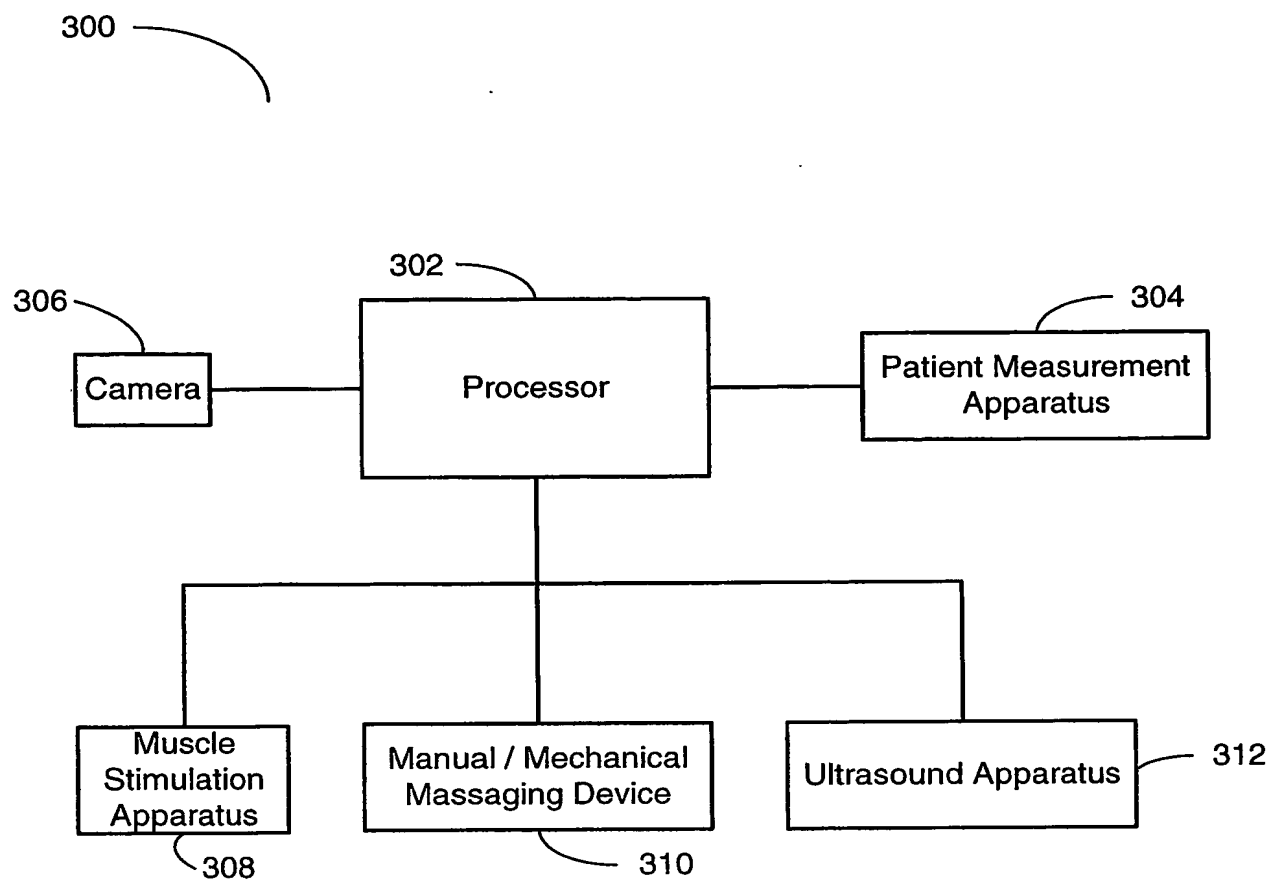 300
302
306
304
Camera
Processor
Patient Measurement
Apparatus
Muscle
Stimulation
Apparatus
Manual / Mechanical
Massaging Device
Ultrasound Apparatus
312
308
310